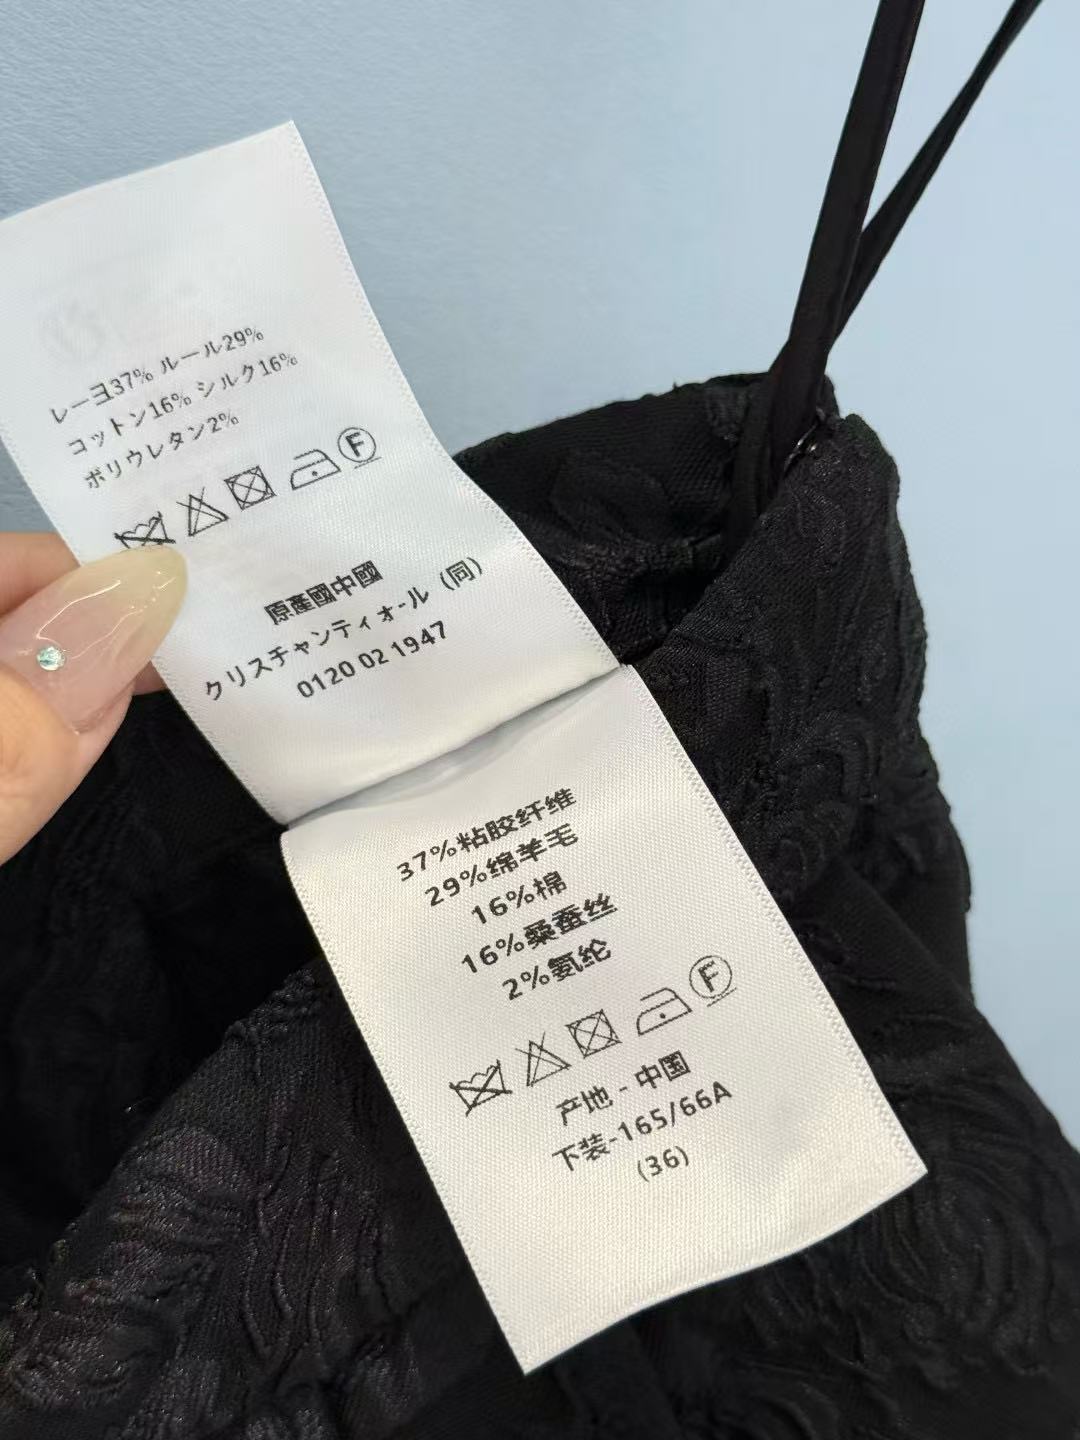 レーヨ37% ルール29%
コットン16% シルク16%
ポリウレタン2%
F
原產國中國
クリスチャンティオ-ル (同)
0120 02 1947
37%粘胶纤维
29%绵羊毛
16%棉
16%桑蚕丝
2%氨纶
F
产地 - 中国
下装-165/66A
(36)